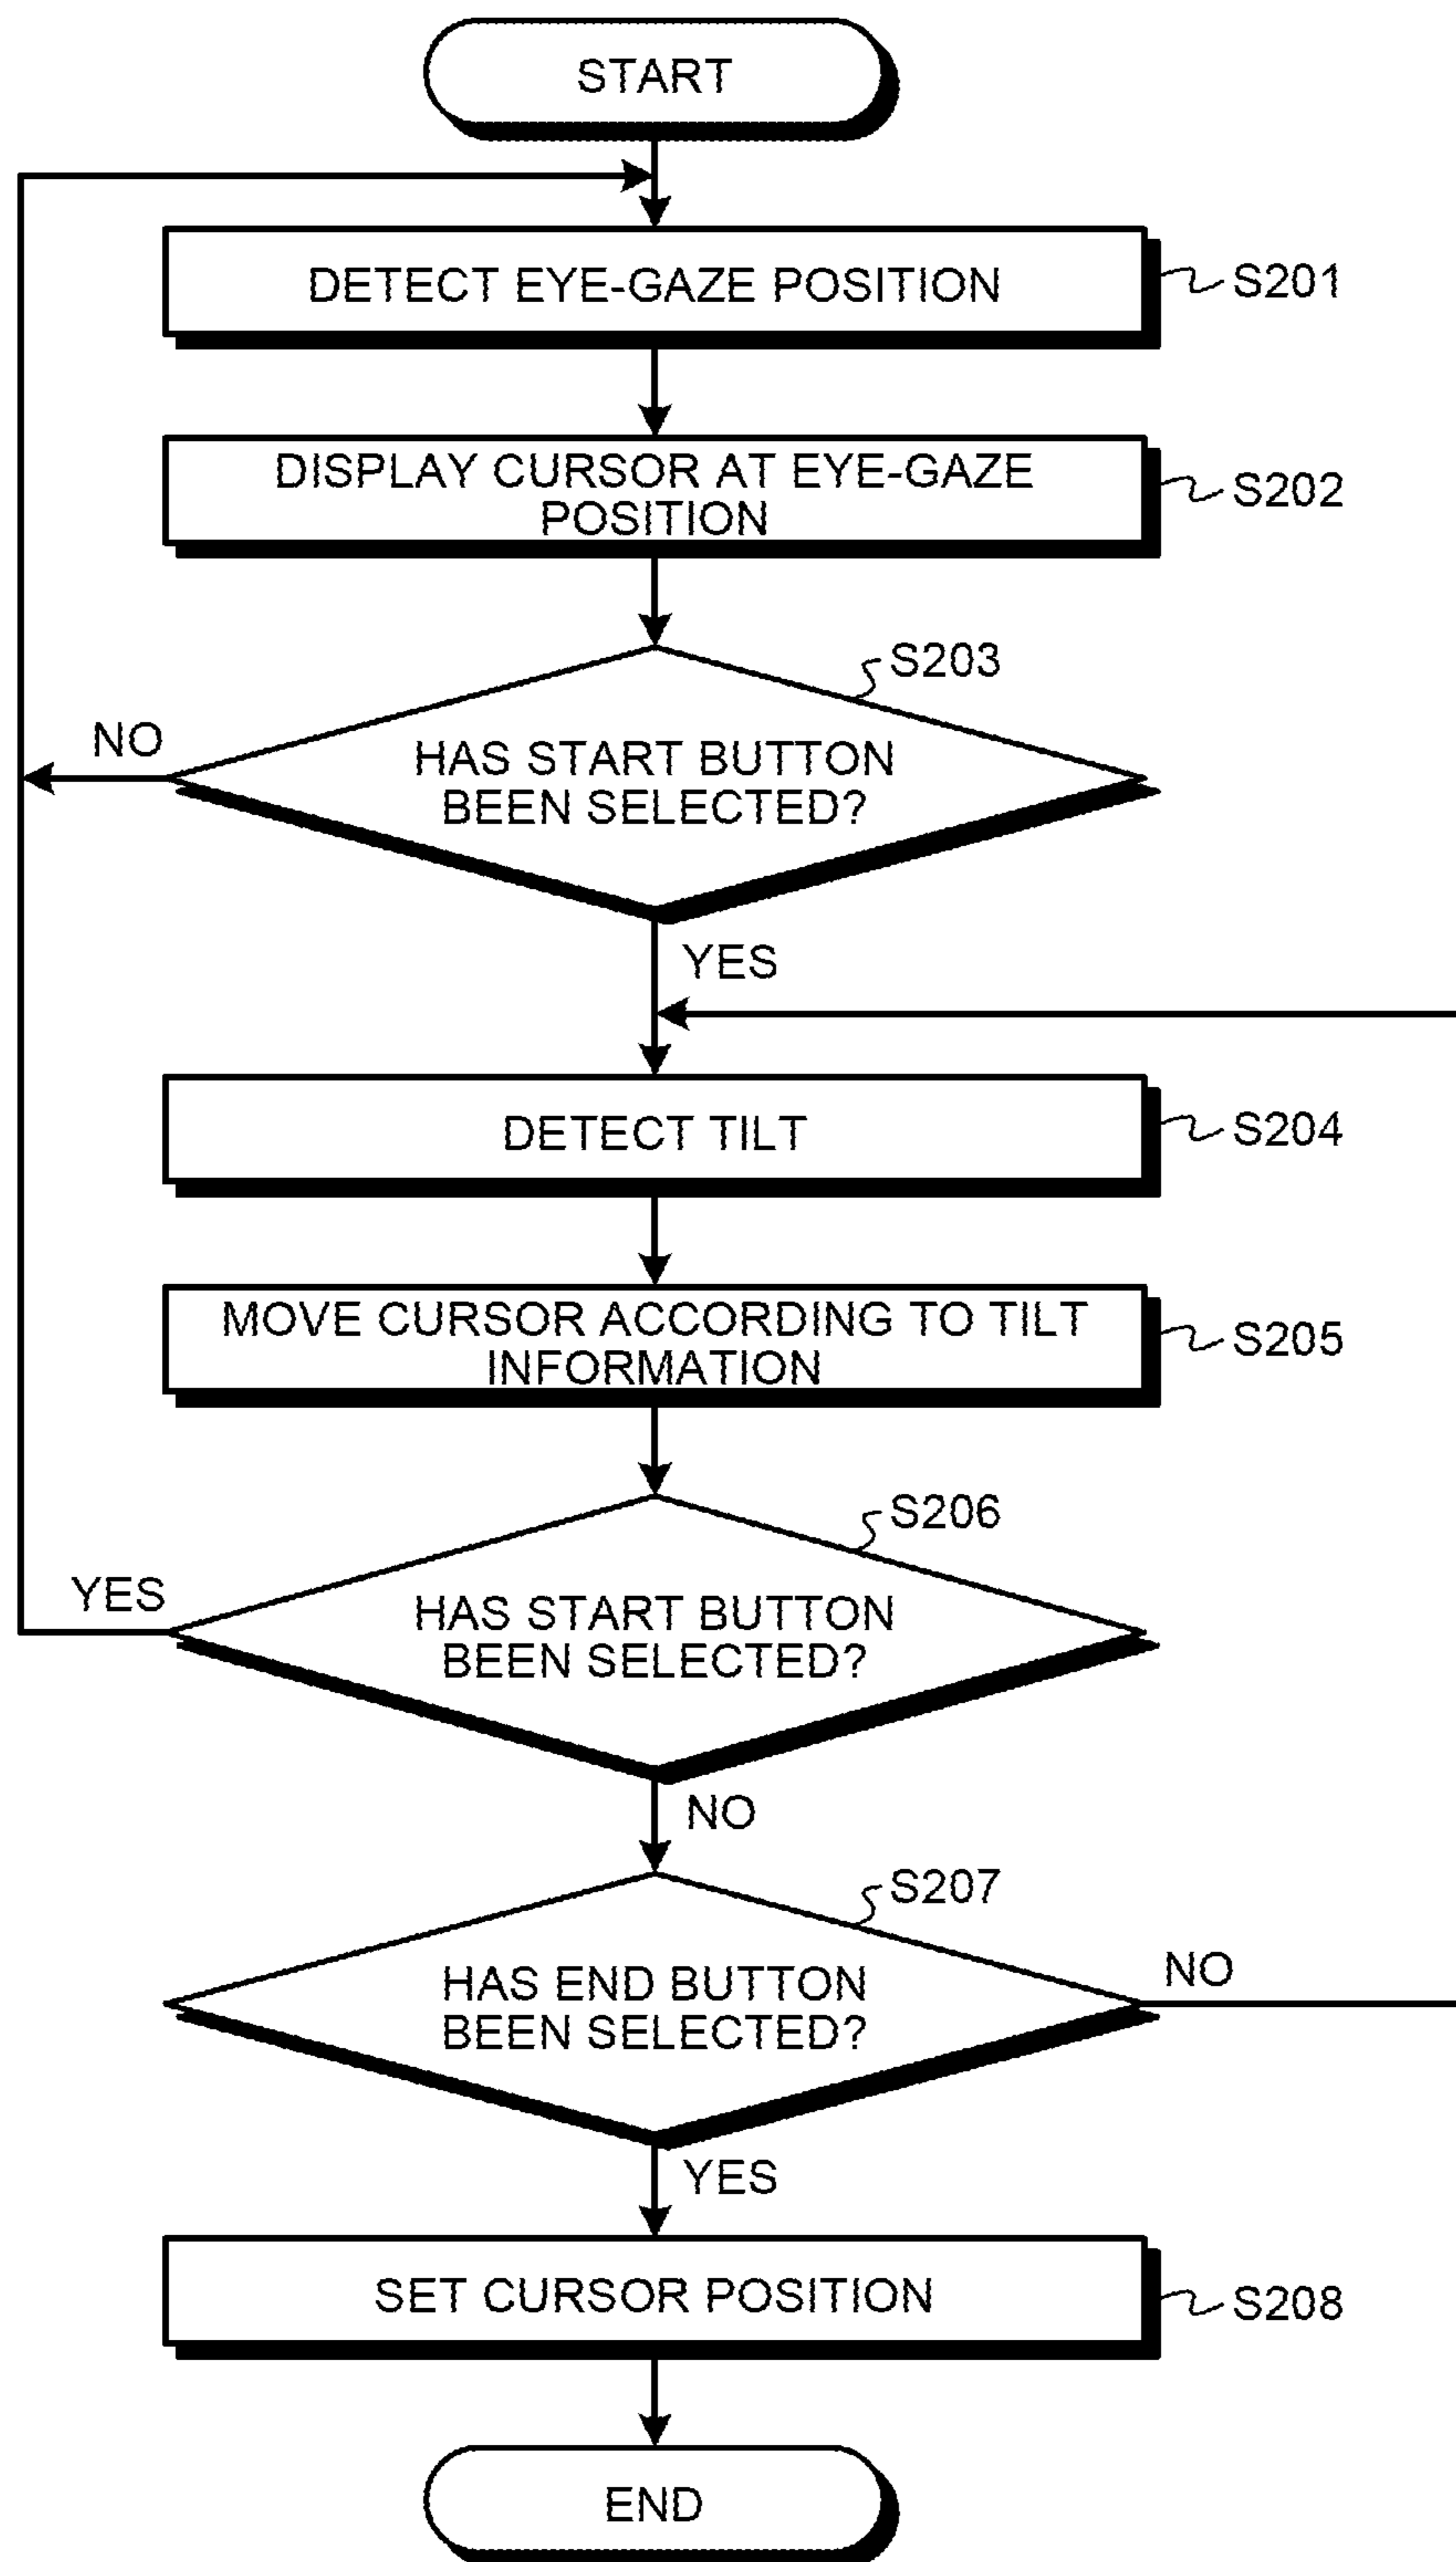 START
DETECT EYE-GAZE POSITION
S201
DISPLAY CURSOR AT EYE-GAZE
POSITION
S202
S203
NO
HAS START BUTTON
BEEN SELECTED?
YES
DETECT TILT
S204
MOVE CURSOR ACCORDING TO TILT
INFORMATION
S205
S206
YES
HAS START BUTTON
BEEN SELECTED?
NO
S207
NO
HAS END BUTTON
BEEN SELECTED?
YES
SET CURSOR POSITION
S208
END